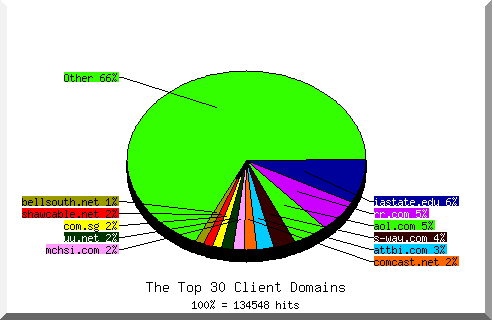 Other 66%
bellsouth.net 1%
shawcable.net 2%
com.sg 2%
uu.net 2%
mchsi.com 2%
iastate.edu 6%
rr.com 5%
aol.com 5%
s-way.com 4%
attbi.com 3%
comcast.net 2%
The Top 30 Client Domains
100% = 134548 hits